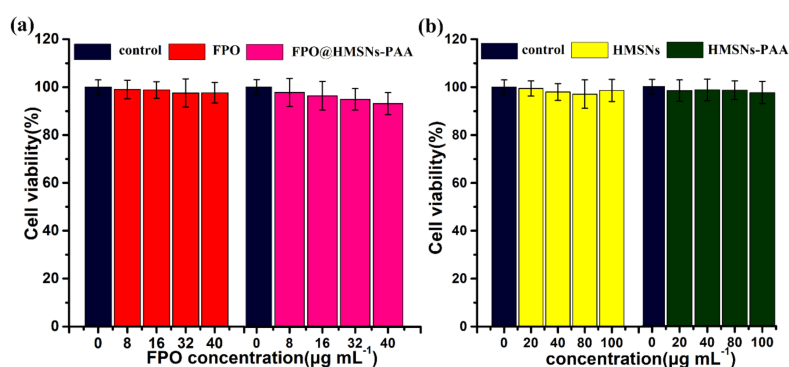 (a)
control FPO FPO@HMSNs-PAA
Cell viability(%)
120
100
80
60
40
20
0
0 8 16 32 40 0 8 16 32 40
FPO concentration(µg mL⁻¹)
(b)
control HMSNs HMSNs-PAA
Cell viability(%)
120
100
80
60
40
20
0
0 20 40 80 100 0 20 40 80 100
concentration(µg mL⁻¹)